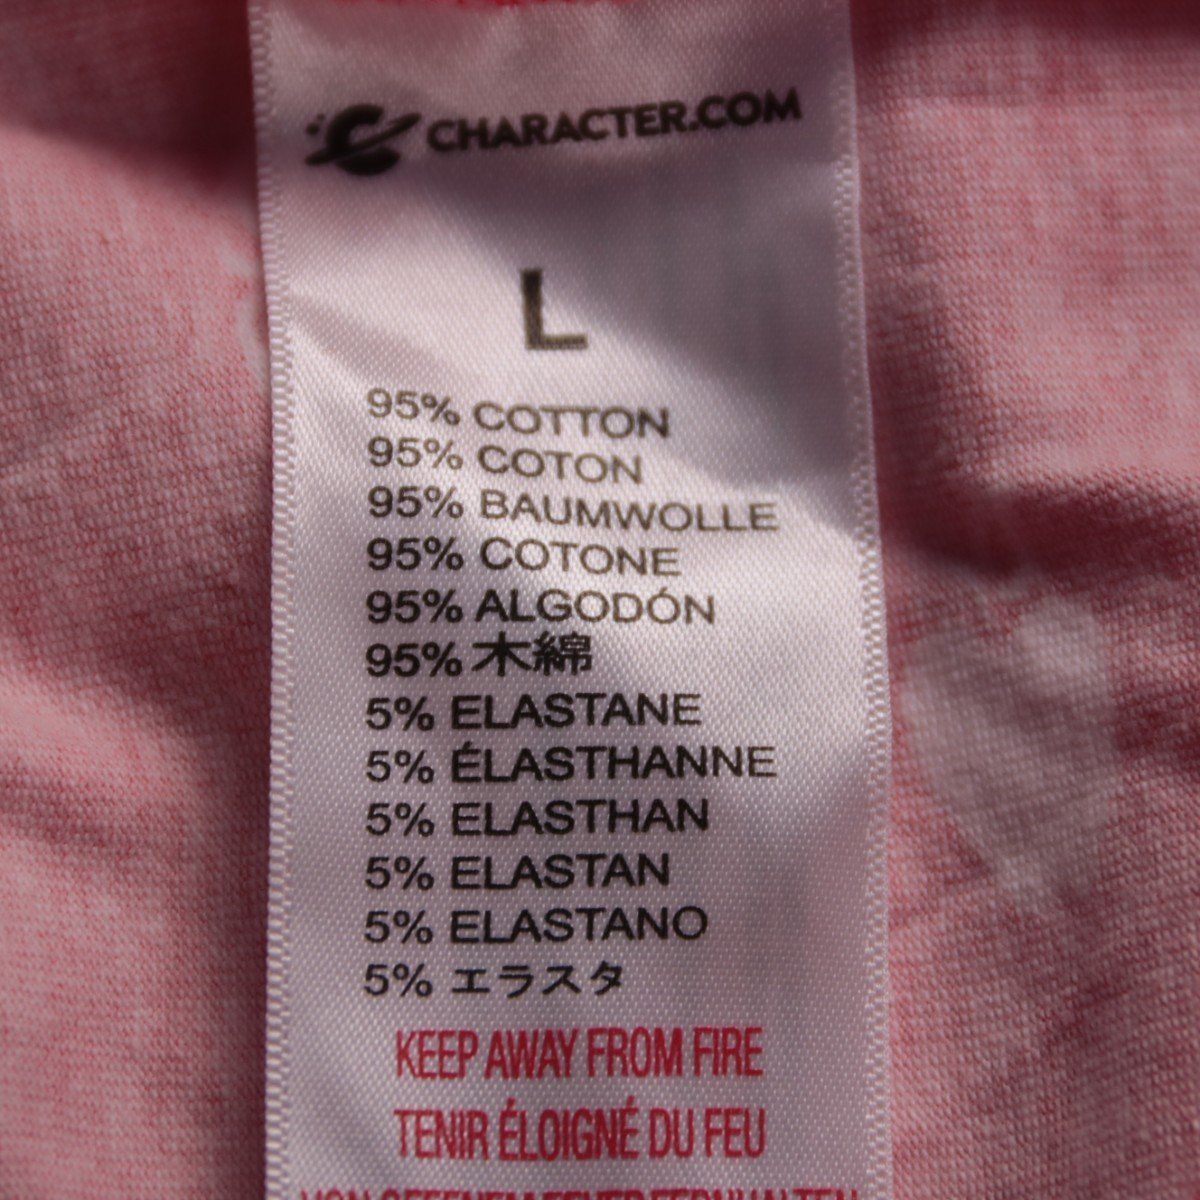 CHARACTER.COM
L
95% COTTON
95% COTON
95% BAUMWOLLE
95% COTONE
95% ALGODÓN
95% 木綿
5% ELASTANE
5% ÉLASTHANNE
5% ELASTHAN
5% ELASTAN
5% ELASTANO
5% エラスタ
KEEP AWAY FROM FIRE
TENIR ÉLOIGNÉ DU FEU